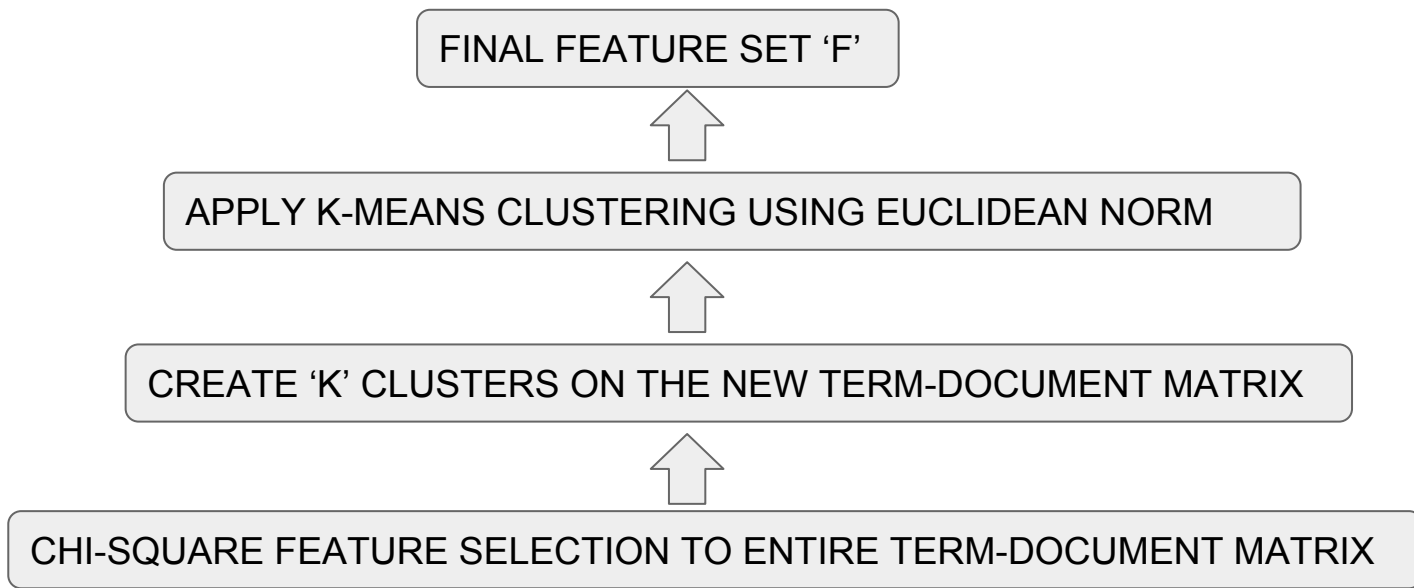 FINAL FEATURE SET ‘F’
APPLY K-MEANS CLUSTERING USING EUCLIDEAN NORM
CREATE ‘K’ CLUSTERS ON THE NEW TERM-DOCUMENT MATRIX
CHI-SQUARE FEATURE SELECTION TO ENTIRE TERM-DOCUMENT MATRIX